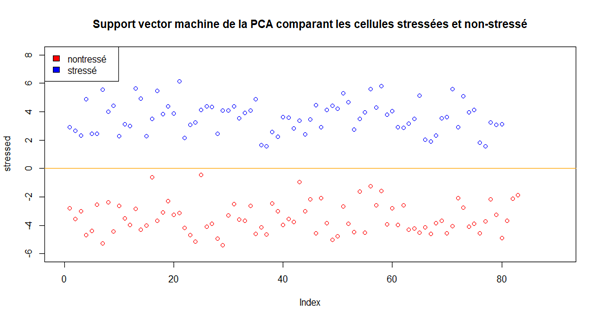 Support vector machine de la PCA comparant les cellules stressées et non-stressé
nontressé
stressé
stressed
8
6
4
2
0
-2
-4
-6
0 20 40 60 80
Index